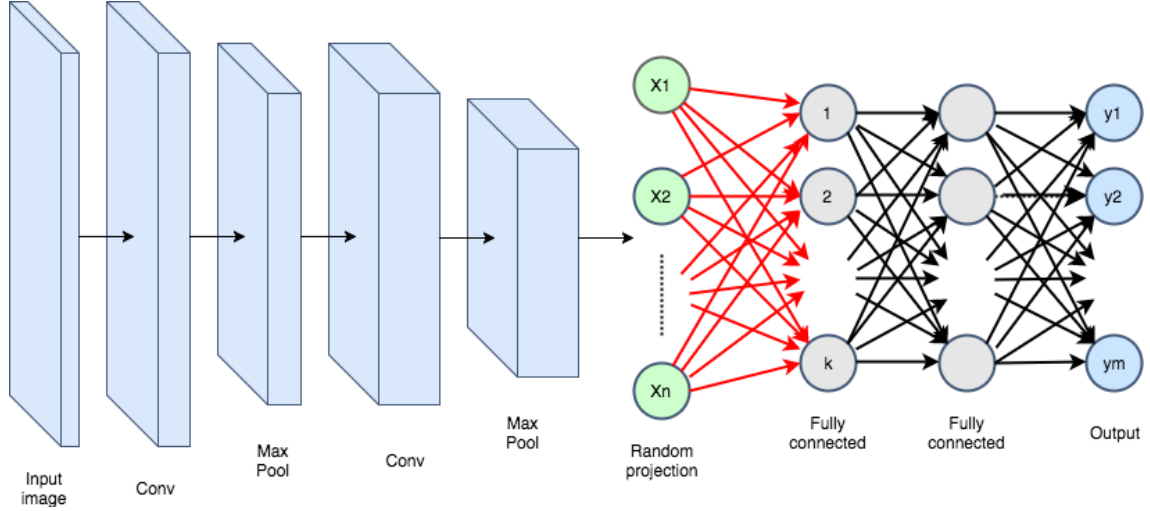 X1
X2
Xn
1
2
k
y1
y2
ym
Input
image
Conv
Max
Pool
Conv
Max
Pool
Random
projection
Fully
connected
Fully
connected
Output